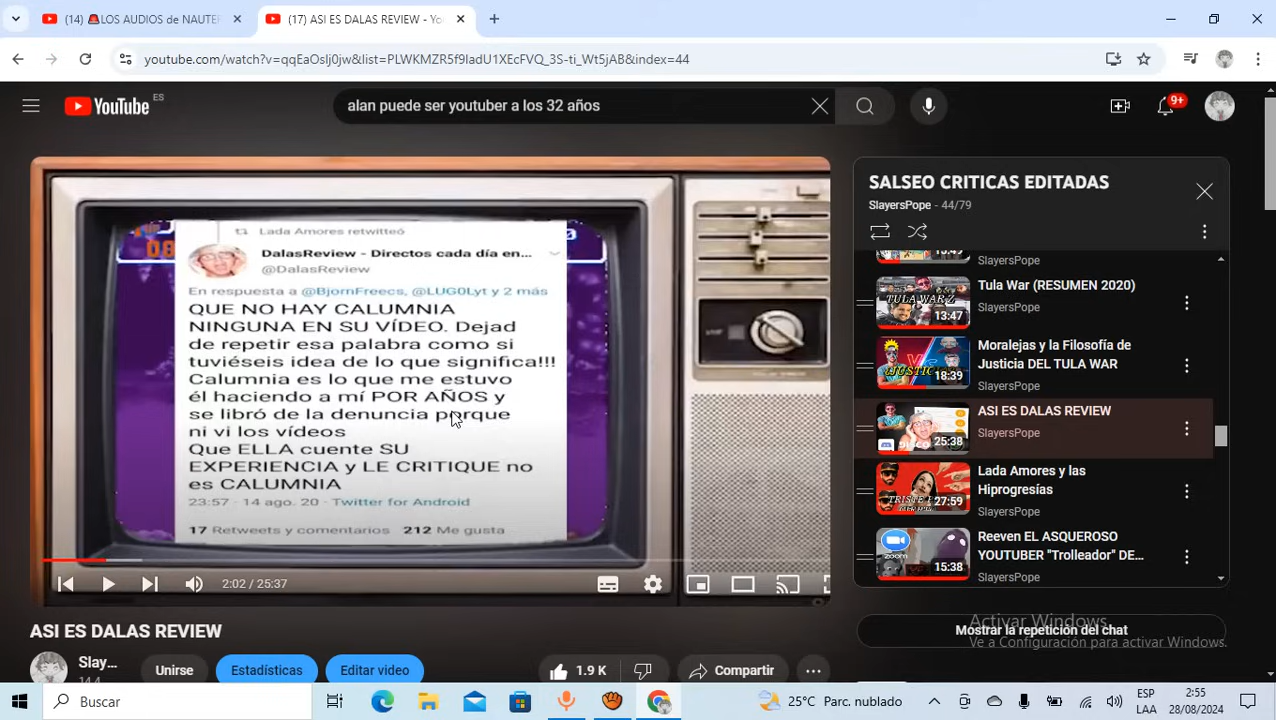 (14) 🚨LOS AUDIOS de NAUTER
(17) ASI ES DALAS REVIEW - Yo
youtube.com/watch?v=qqEaOsIj0jw&list=PLWKMZR5f9IadU1XEcFVQ_3S-ti_Wt5jAB&index=44
YouTube ES
alan puede ser youtuber a los 32 años
9+
Lada Amores retwitteó
DalasReview - Directos cada día en...
@DalasReview
En respuesta a @BjornFreecs, @LUG0Lyt y 2 más
QUE NO HAY CALUMNIA
NINGUNA EN SU VÍDEO. Dejad
de repetir esa palabra como si
tuviéseis idea de lo que significa!!!
Calumnia es lo que me estuvo
él haciendo a mí POR AÑOS y
se libró de la denuncia porque
ni vi los vídeos
Que ELLA cuente SU
EXPERIENCIA y LE CRITIQUE no
es CALUMNIA
23:57 - 14 ago. 20 - Twitter for Android
17 Retweets y comentarios 212 Me gusta
2:02 / 25:37
ASI ES DALAS REVIEW
Slay...
Unirse
Estadísticas
Editar video
1.9 K
Compartir
SALSEO CRITICAS EDITADAS
SlayersPope - 44/79
SlayersPope
Tula War (RESUMEN 2020)
SlayersPope
13:47
Moralejas y la Filosofía de
Justicia DEL TULA WAR
SlayersPope
18:39
ASI ES DALAS REVIEW
SlayersPope
25:38
Lada Amores y las
Hiprogresías
SlayersPope
27:59
Reeven EL ASQUEROSO
YOUTUBER "Trolleador" DE...
SlayersPope
zoom
15:38
Mostrar la repetición del chat
Activar Windows
Ve a Configuración para activar Windows.
Buscar
25°C Parc. nublado
ESP
LAA
2:55
28/08/2024